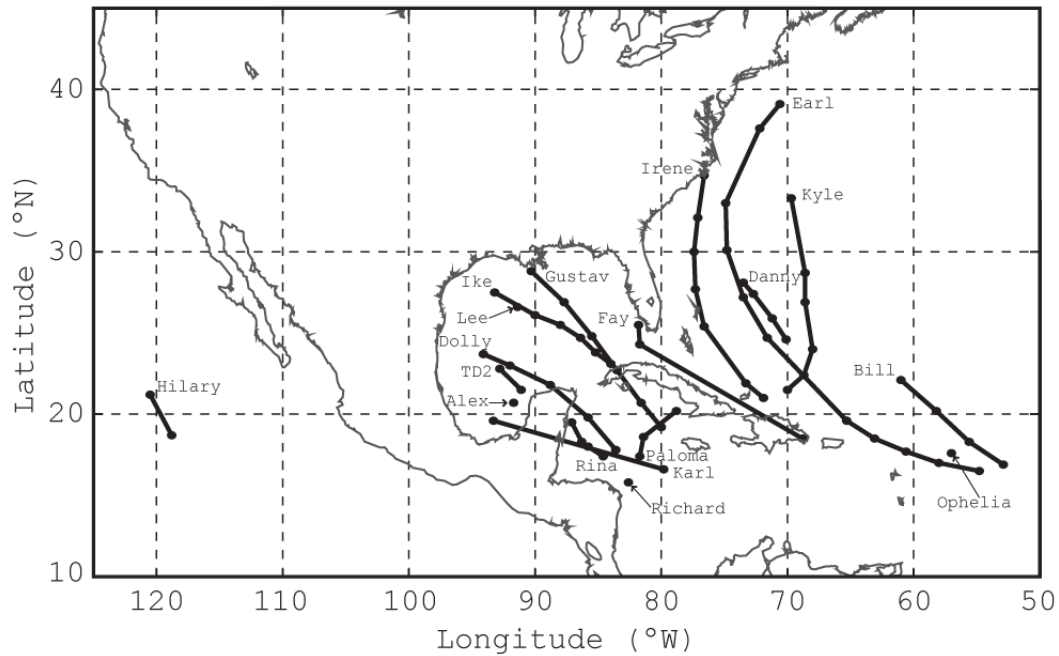 40
30
20
10
Latitude (°N)
120
110
100
90
80
70
60
50
Longitude (°W)
Earl
Irene
Kyle
Ike
Gustav
Danny
Lee
Fay
Dolly
TD2
Bill
Hilary
Alex
Rina
Paloma
Karl
Richard
Ophelia